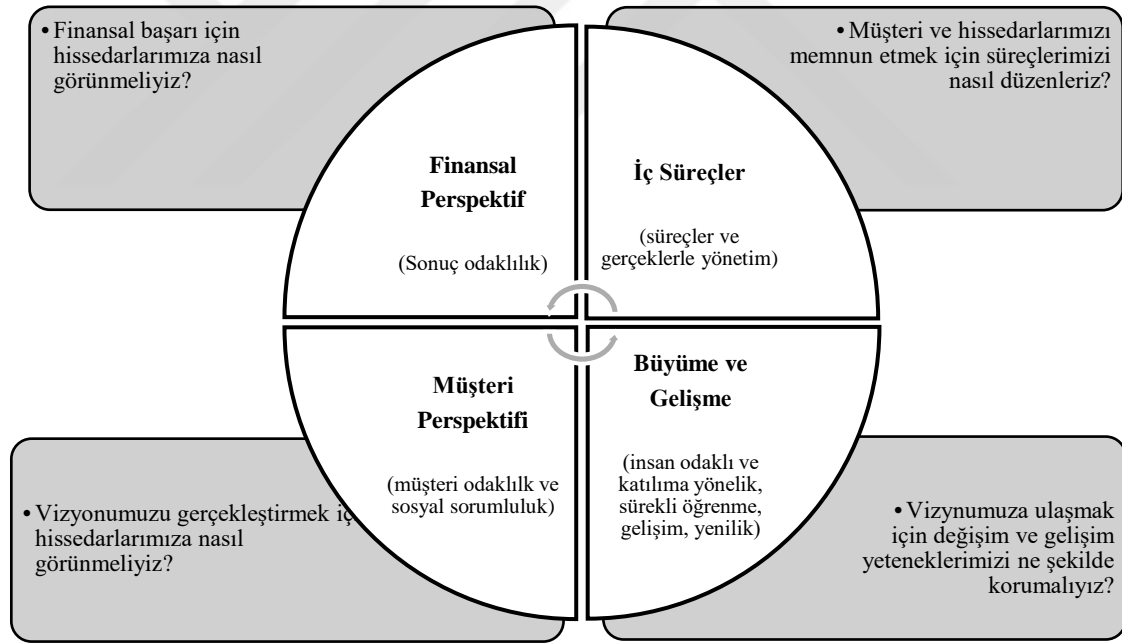 • Finansal başarı için
hissedarlarımıza nasıl
görünmeliyiz?
• Müşteri ve hissedarlarımızı
memnun etmek için süreçlerimizi
nasıl düzenleriz?
Finansal
Perspektif
(Sonuç odaklılık)
İç Süreçler
(süreçler ve
gerçeklerle yönetim)
Müşteri
Perspektifi
(müşteri odaklılk ve
sosyal sorumluluk)
Büyüme ve
Gelişme
(insan odaklı ve
katılıma yönelik,
sürekli öğrenme,
gelişim, yenilik)
• Vizyonumuzu gerçekleştirmek iç
hissedarlarımıza nasıl
görünmeliyiz?
• Vizynumuza ulaşmak
için değişim ve gelişim
yeteneklerimizi ne şekilde
korumalıyız?